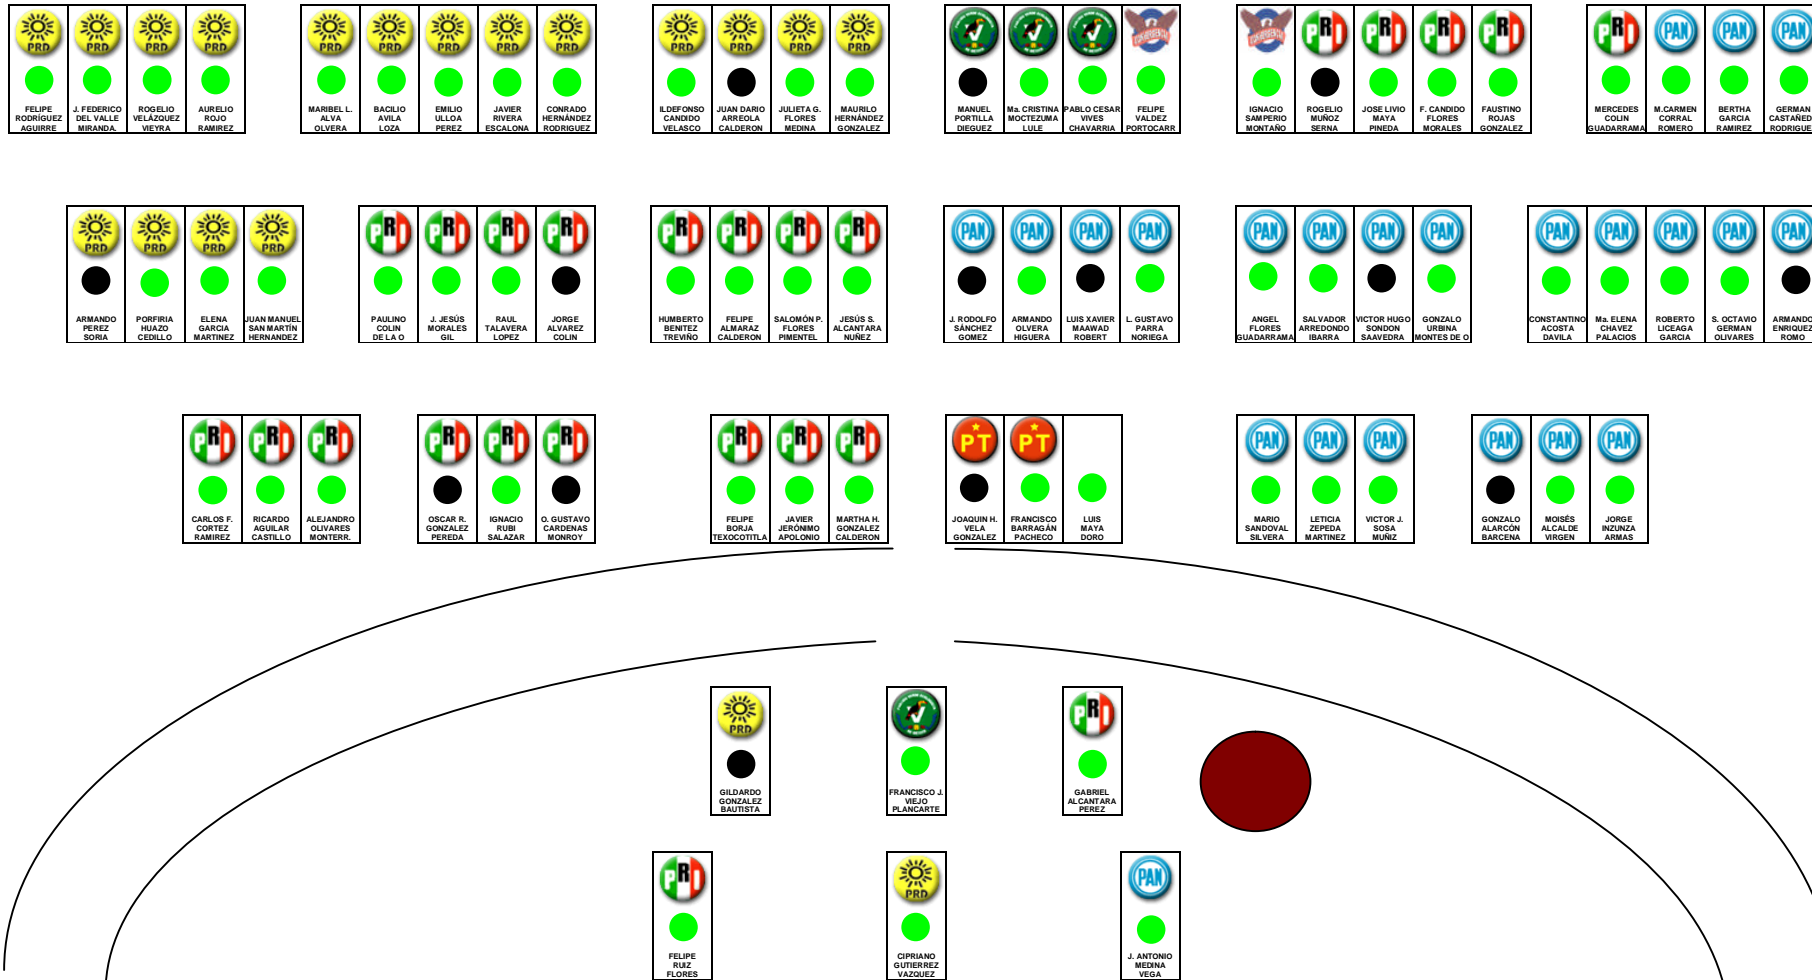 PRD PRD PRD PRD PRD PRD PRD PRD PRD PRD PRD PRD PRD CONVERGENCIA CONVERGENCIA PRI PRI PRI PRI PRI PAN PAN PAN
FELIPE RODRÍGUEZ AGUIRRE
J. FEDERICO DEL VALLE MIRANDA.
ROGELIO VELÁZQUEZ VIEYRA
AURELIO ROJO RAMIREZ
MARIBEL L. ALVA OLVERA
BACILIO AVILA LOZA
EMILIO ULLOA PEREZ
JAVIER RIVERA ESCALONA
CONRADO HERNÁNDEZ RODRIGUEZ
ILDEFONSO CANDIDO VELASCO
JUAN DARIO ARREOLA CALDERON
JULIETA G. FLORES MEDINA
MAURILO HERNÁNDEZ GONZALEZ
MANUEL PORTILLA DIEGUEZ
Ma. CRISTINA MOCTEZUMA LULE
PABLO CESAR VIVES CHAVARRIA
FELIPE VALDEZ PORTOCARR
IGNACIO SAMPERIO MONTAÑO
ROGELIO MUÑOZ SERNA
JOSE LIVIO MAYA PINEDA
F. CANDIDO FLORES MORALES
FAUSTINO ROJAS GONZALEZ
MERCEDES COLIN GUADARRAMA
M.CARMEN CORRAL ROMERO
BERTHA GARCIA RAMIREZ
GERMAN CASTAÑED RODRIGUE
PRD PRD PRD PRD PRI PRI PRI PRI PRI PRI PRI PRI PAN PAN PAN PAN PAN PAN PAN PAN PAN PAN PAN PAN PAN
ARMANDO PEREZ SORIA
PORFIRIA HUAZO CEDILLO
ELENA GARCIA MARTINEZ
JUAN MANUEL SAN MARTÍN HERNANDEZ
PAULINO COLIN DE LA O
J. JESÚS MORALES GIL
RAUL TALAVERA LOPEZ
JORGE ALVAREZ COLIN
HUMBERTO BENITEZ TREVIÑO
FELIPE ALMARAZ CALDERON
SALOMÓN P. FLORES PIMENTEL
JESÚS S. ALCANTARA NUÑEZ
J. RODOLFO SÁNCHEZ GOMEZ
ARMANDO OLVERA HIGUERA
LUIS XAVIER MAAWAD ROBERT
L. GUSTAVO PARRA NORIEGA
ANGEL FLORES GUADARRAMA
SALVADOR ARREDONDO IBARRA
VICTOR HUGO SONDON SAAVEDRA
GONZALO URBINA MONTES DE O
CONSTANTINO ACOSTA DAVILA
Ma. ELENA CHAVEZ PALACIOS
ROBERTO LICEAGA GARCIA
S. OCTAVIO GERMAN OLIVARES
ARMANDO ENRIQUEZ ROMO
PRI PRI PRI PRI PRI PRI PRI PRI PRI PT PT PAN PAN PAN PAN PAN PAN
CARLOS F. CORTEZ RAMIREZ
RICARDO AGUILAR CASTILLO
ALEJANDRO OLIVARES MONTERR.
OSCAR R. GONZALEZ PEREDA
IGNACIO RUBI SALAZAR
O. GUSTAVO CARDENAS MONROY
FELIPE BORJA TEXOCOTITLA
JAVIER JERÓNIMO APOLONIO
MARTHA H. GONZALEZ CALDERON
JOAQUIN H. VELA GONZALEZ
FRANCISCO BARRAGÁN PACHECO
LUIS MAYA DORO
MARIO SANDOVAL SILVERA
LETICIA ZEPEDA MARTINEZ
VICTOR J. SOSA MUÑIZ
GONZALO ALARCÓN BARCENA
MOISÉS ALCALDE VIRGEN
JORGE INZUNZA ARMAS
PRD PRI
GILDARDO GONZALEZ BAUTISTA
FRANCISCO J. VIEJO PLANCARTE
GABRIEL ALCANTARA PEREZ
PRI PRD PAN
FELIPE RUIZ FLORES
CIPRIANO GUTIERREZ VAZQUEZ
J. ANTONIO MEDINA VEGA